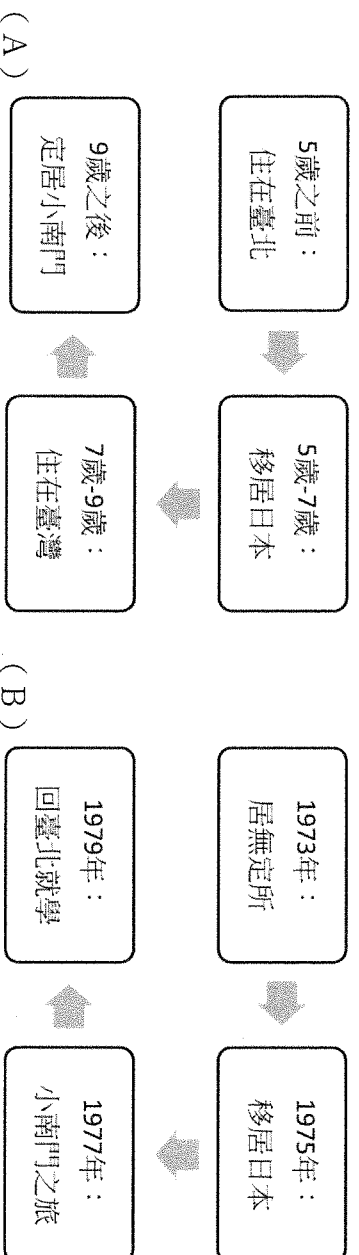 5歲之前：
住在臺北
5歲-7歲：
移居日本
7歲-9歲：
住在臺灣
9歲之後：
定居小南門
（A）
1973年：
居無定所
1975年：
移居日本
1977年：
小南門之旅
1979年：
回臺北就學
（B）